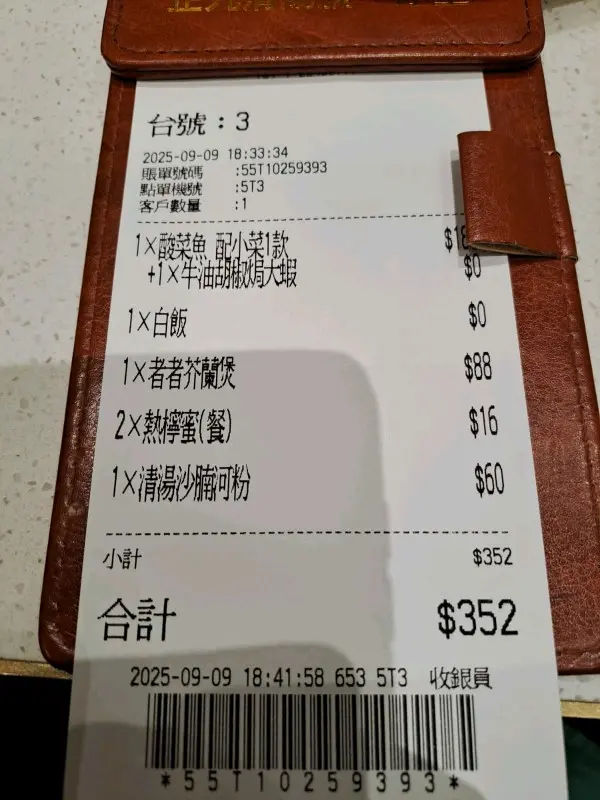 台號：3
2025-09-09 18:33:34
賬單號碼 :55T10259393
點單機號 :5T3
客戶數量 :1
1×酸菜魚 配小菜1款 $18
+1×牛油胡椒焗大蝦 $0
1×白飯 $0
1×者者芥蘭煲 $88
2×熱檸蜜(餐) $16
1×清湯沙腩河粉 $60
小計 $352
合計 $352
2025-09-09 18:41:58 653 5T3 收銀員
*55T10259393*